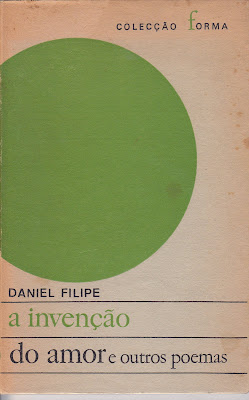 COLECÇÃO forma
DANIEL FILIPE
a invenção
do amor e outros poemas